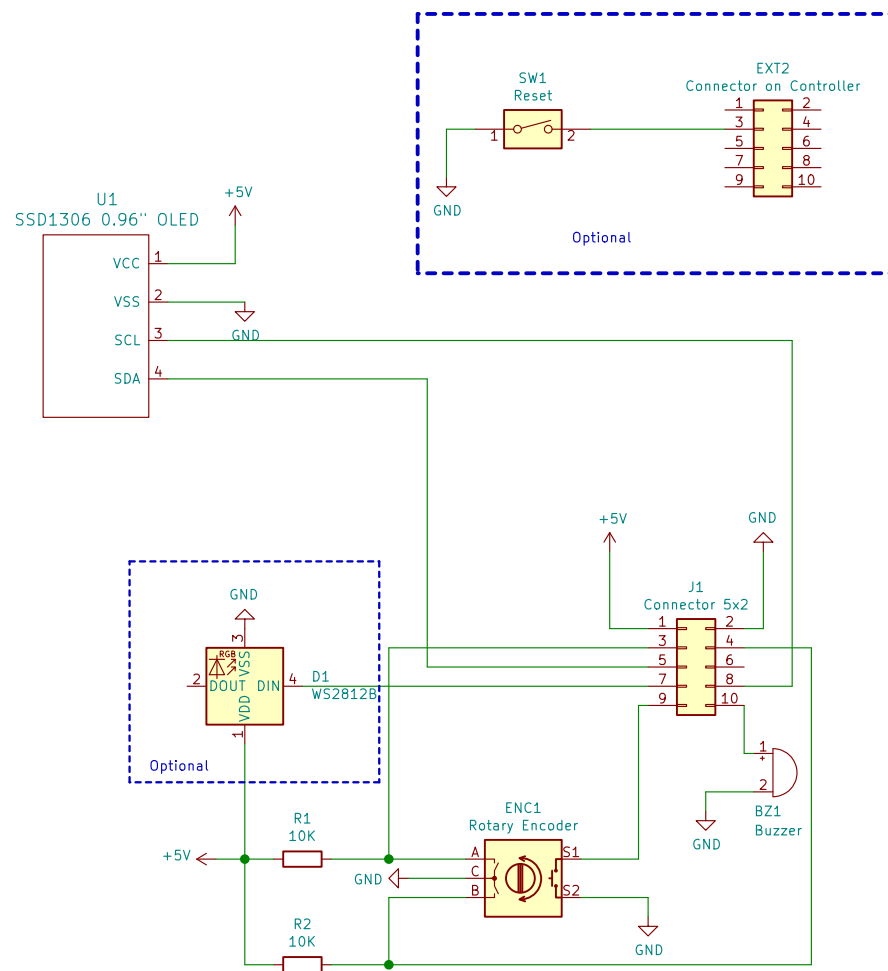 SW1
Reset
1
2
GND
EXT2
Connector on Controller
1 2
3 4
5 6
7 8
9 10
Optional
U1
SSD1306 0.96" OLED
+5V
VCC 1
VSS 2
GND
SCL 3
SDA 4
+5V
GND
J1
Connector 5x2
1 2
3 4
5 6
7 8
9 10
GND
3
RGB
VSS
2
DOUT DIN
4
D1
WS2812B
VDD
1
Optional
1
+
2
BZ1
Buzzer
GND
R1
10K
+5V
ENC1
Rotary Encoder
A S1
GND
C
B S2
GND
R2
10K